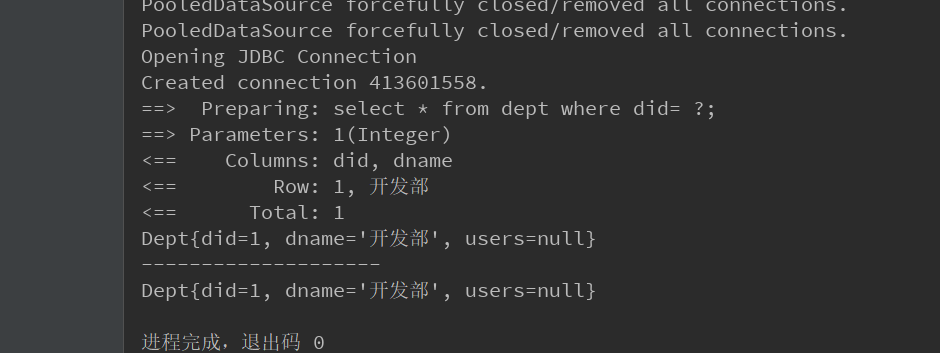 PooledDataSource forcefully closed/removed all connections.
PooledDataSource forcefully closed/removed all connections.
Opening JDBC Connection
Created connection 413601558.
==>  Preparing: select * from dept where did= ?;
==> Parameters: 1(Integer)
<==    Columns: did, dname
<==        Row: 1, 开发部
<==      Total: 1
Dept{did=1, dname='开发部', users=null}
--------------------
Dept{did=1, dname='开发部', users=null}
进程完成，退出码 0